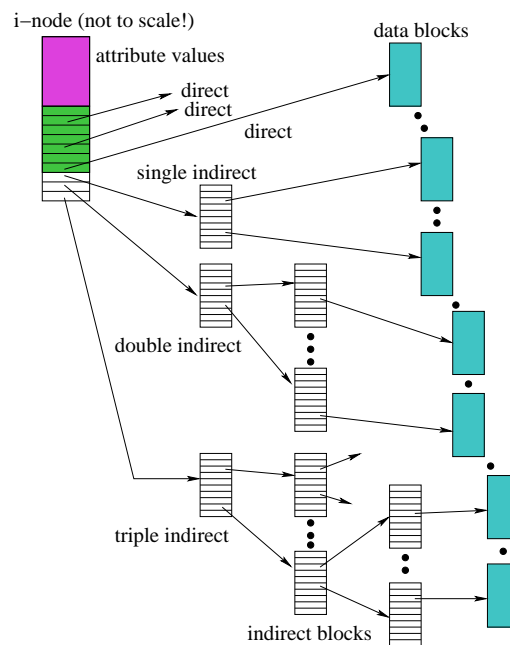 i-node (not to scale!)
data blocks
attribute values
direct
direct
direct
single indirect
double indirect
triple indirect
indirect blocks